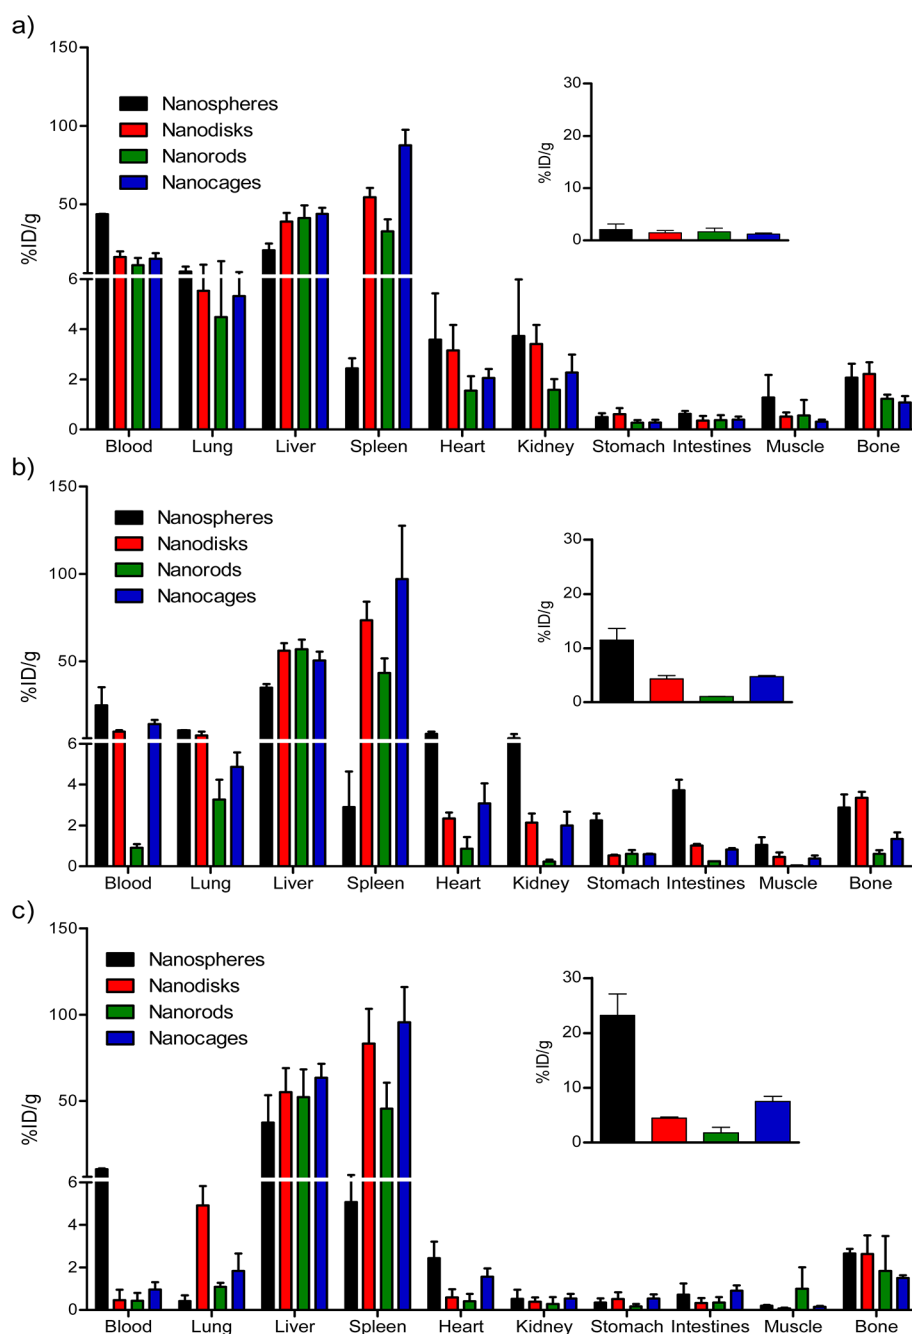 a)
150
100
50
6
4
2
0
%ID/g
Nanospheres
Nanodisks
Nanorods
Nanocages
30
20
10
0
%ID/g
Blood Lung Liver Spleen Heart Kidney Stomach Intestines Muscle Bone
b)
150
100
50
6
4
2
0
%ID/g
Nanospheres
Nanodisks
Nanorods
Nanocages
30
20
10
0
%ID/g
Blood Lung Liver Spleen Heart Kidney Stomach Intestines Muscle Bone
c)
150
100
50
6
4
2
0
%ID/g
Nanospheres
Nanodisks
Nanorods
Nanocages
30
20
10
0
%ID/g
Blood Lung Liver Spleen Heart Kidney Stomach Intestines Muscle Bone